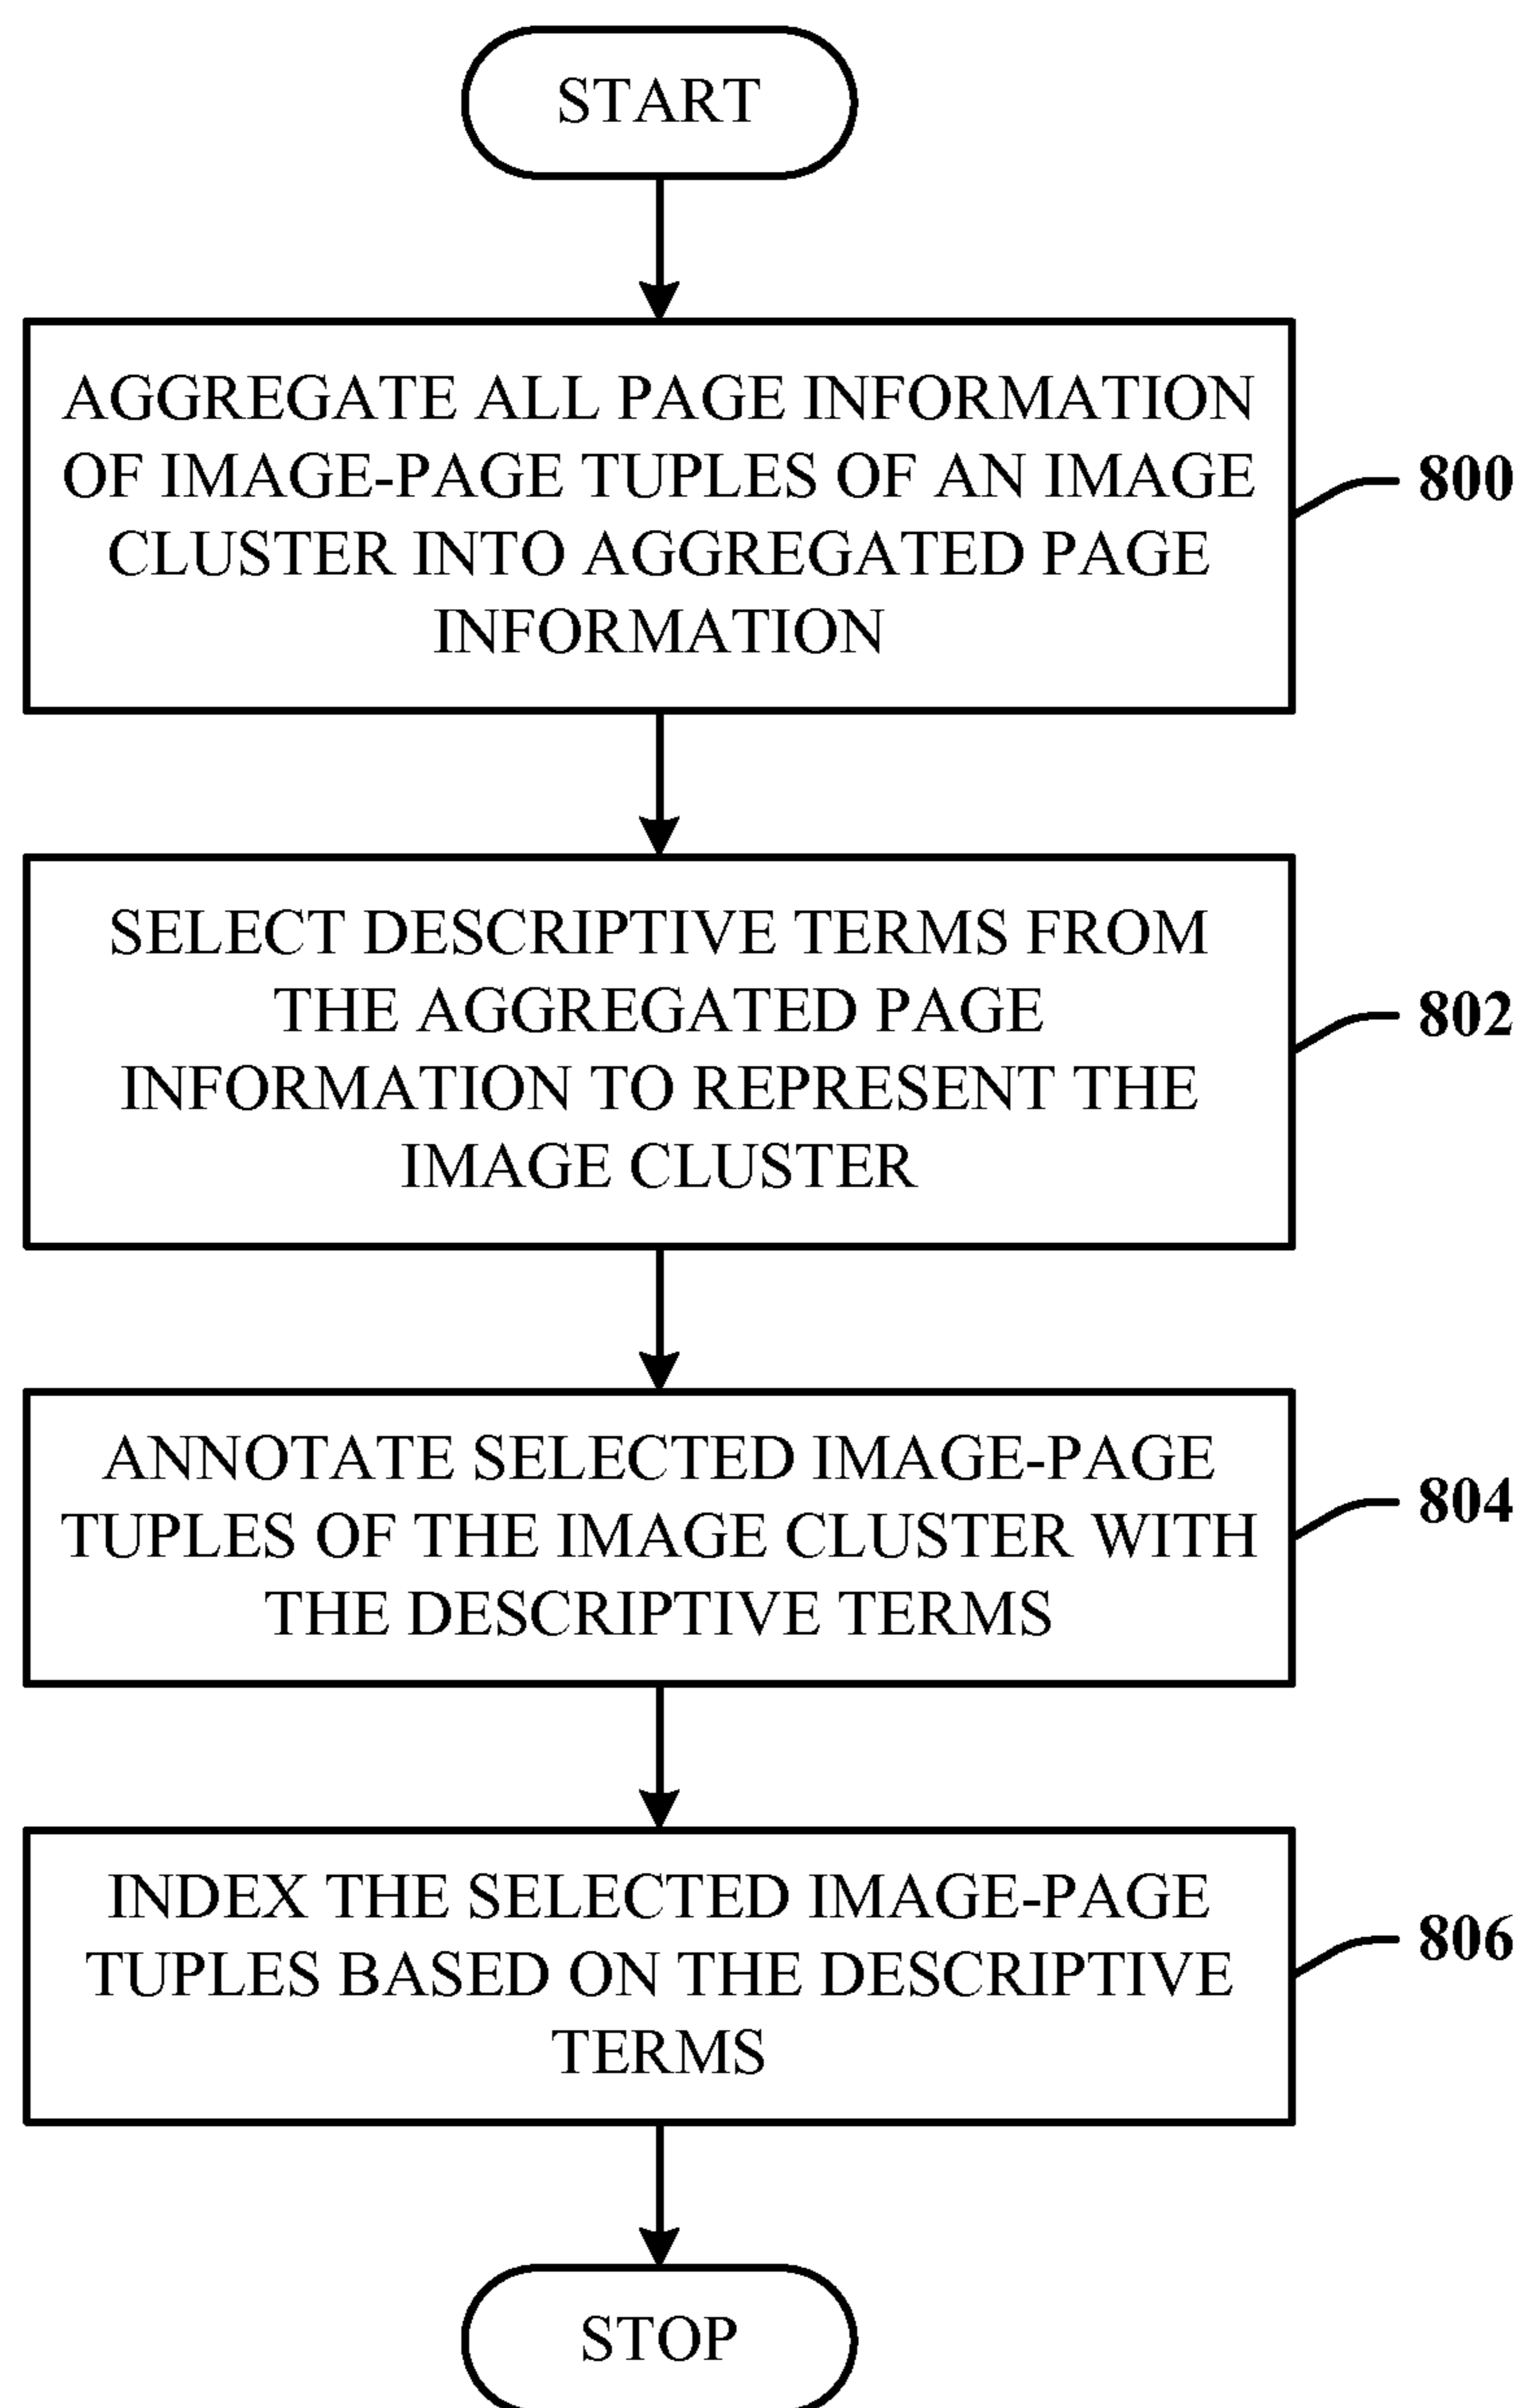 START
AGGREGATE ALL PAGE INFORMATION
OF IMAGE-PAGE TUPLES OF AN IMAGE
CLUSTER INTO AGGREGATED PAGE
INFORMATION
800
SELECT DESCRIPTIVE TERMS FROM
THE AGGREGATED PAGE
INFORMATION TO REPRESENT THE
IMAGE CLUSTER
802
ANNOTATE SELECTED IMAGE-PAGE
TUPLES OF THE IMAGE CLUSTER WITH
THE DESCRIPTIVE TERMS
804
INDEX THE SELECTED IMAGE-PAGE
TUPLES BASED ON THE DESCRIPTIVE
TERMS
806
STOP